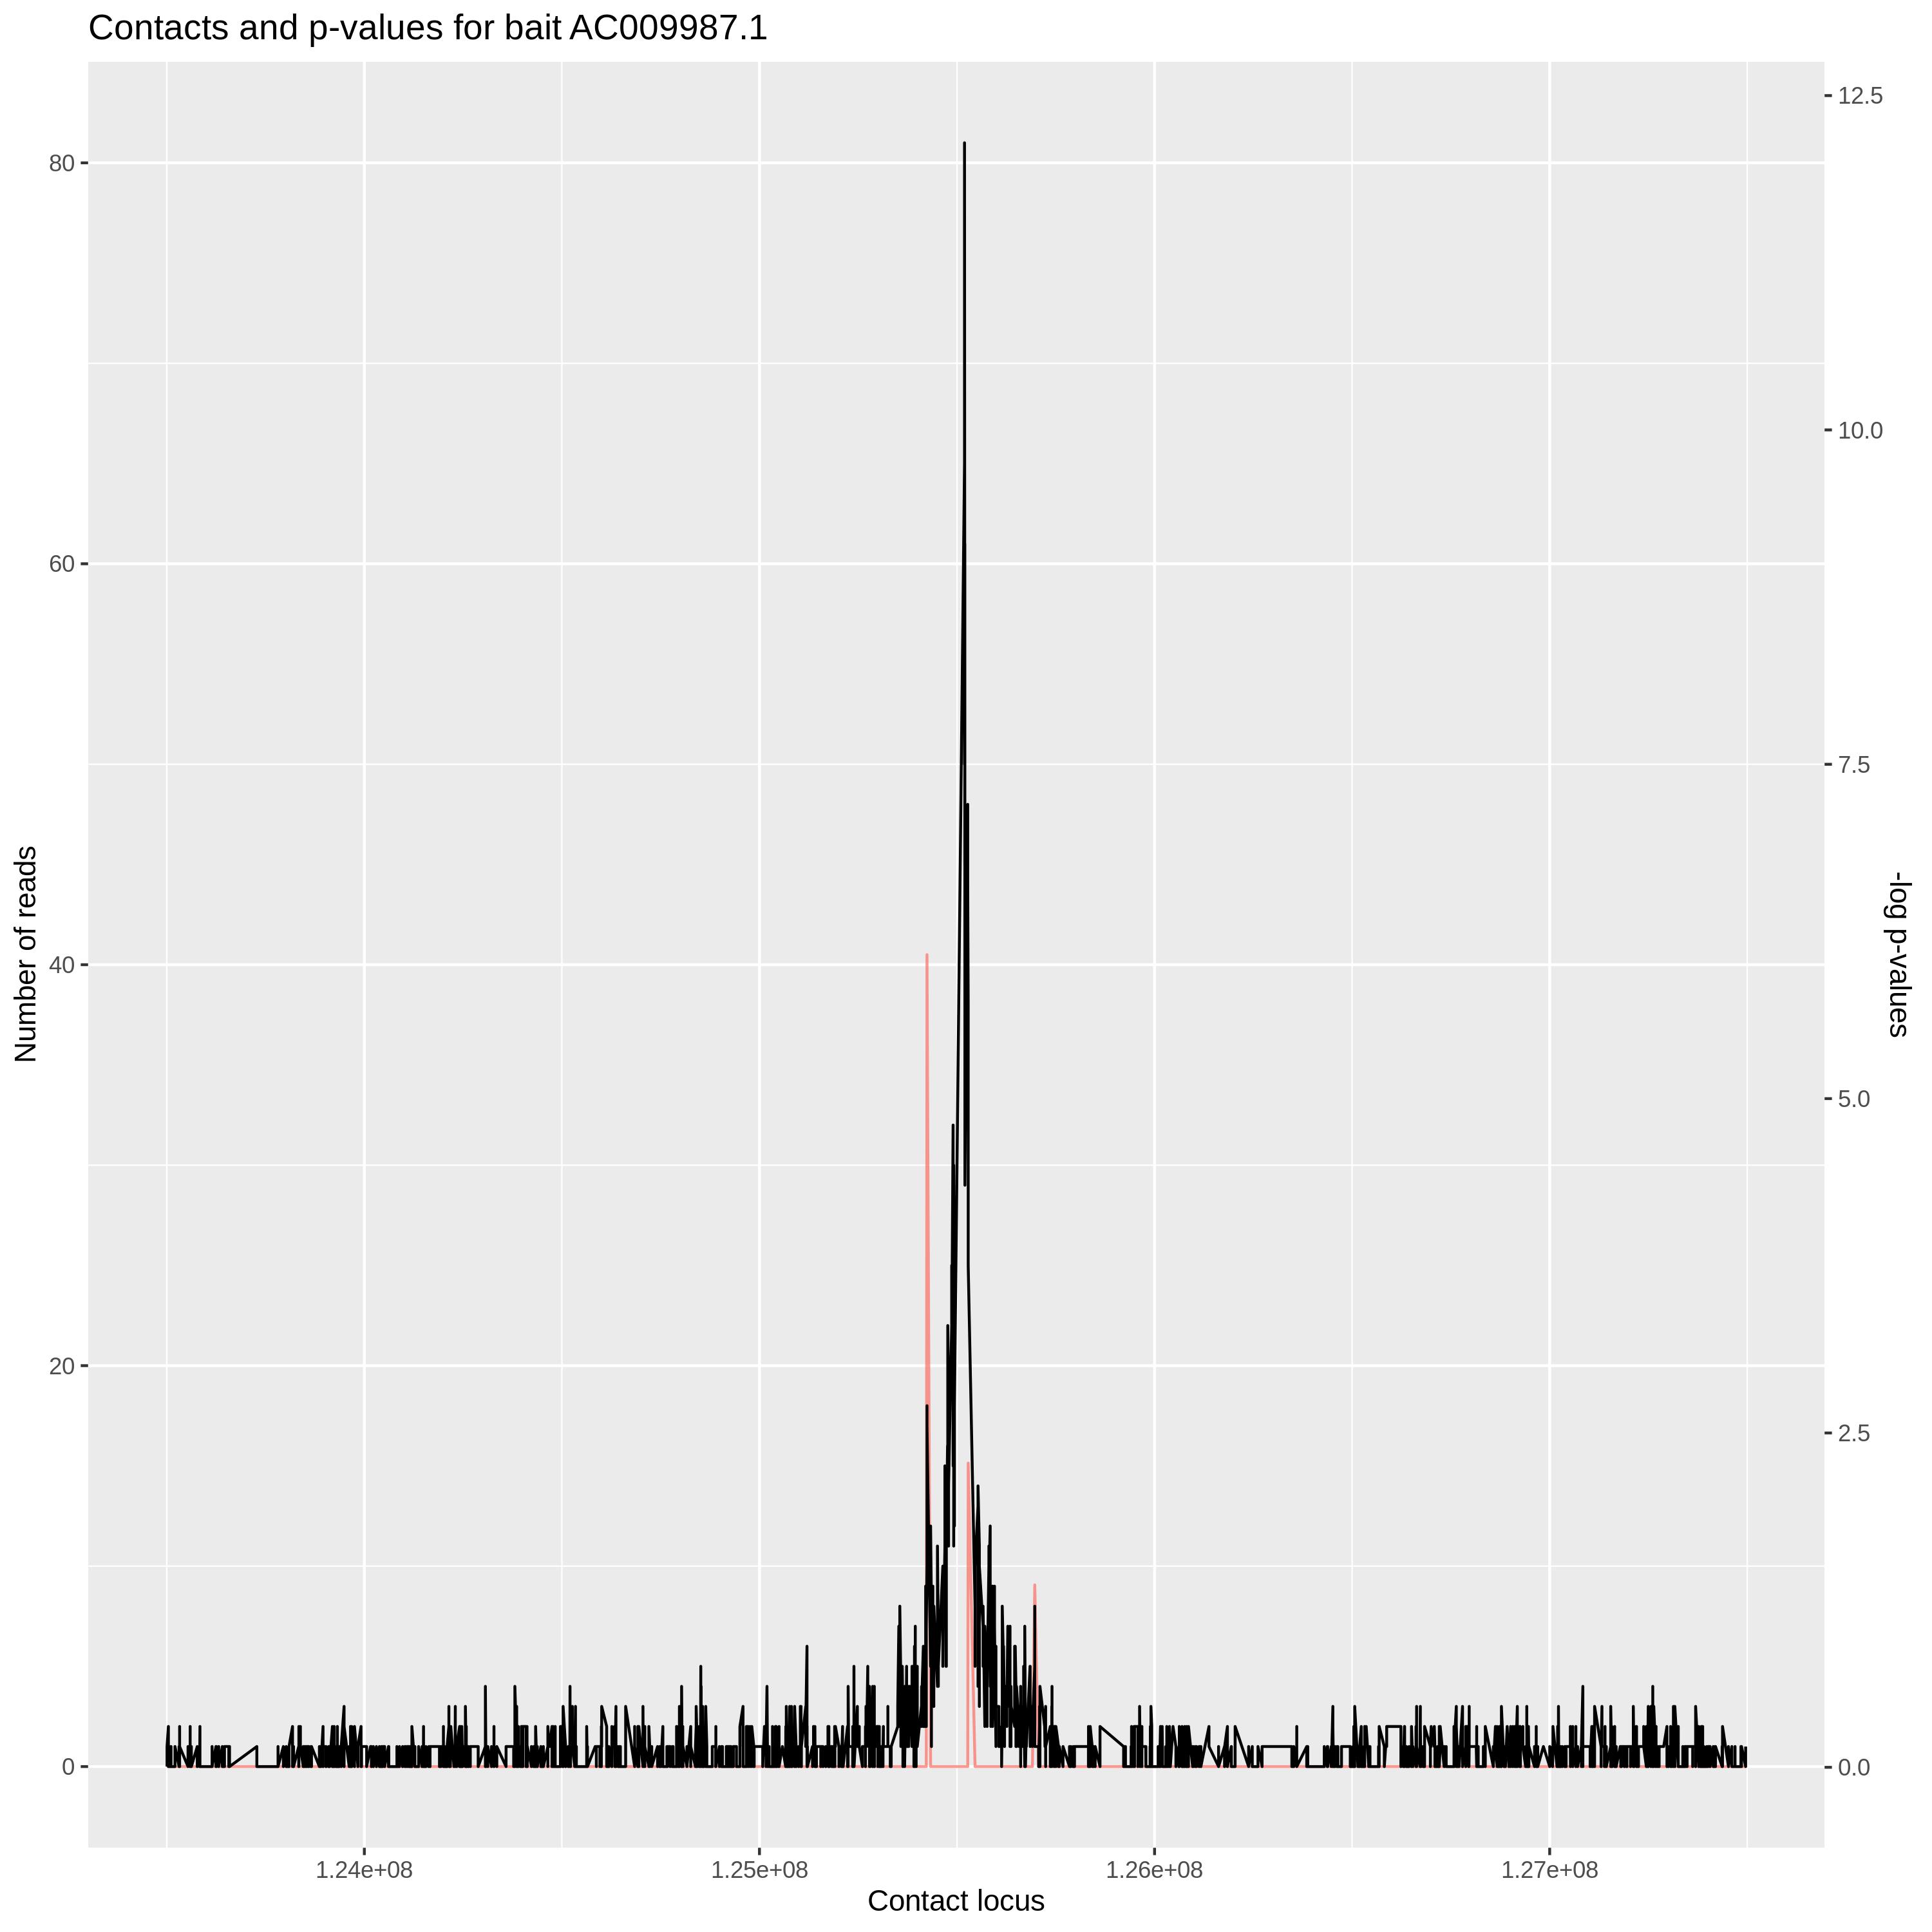 Contacts and p-values for bait AC009987.1
80
60
40
20
0
Number of reads
12.5
10.0
7.5
5.0
2.5
0.0
-log p-values
1.24e+08
1.25e+08
1.26e+08
1.27e+08
Contact locus